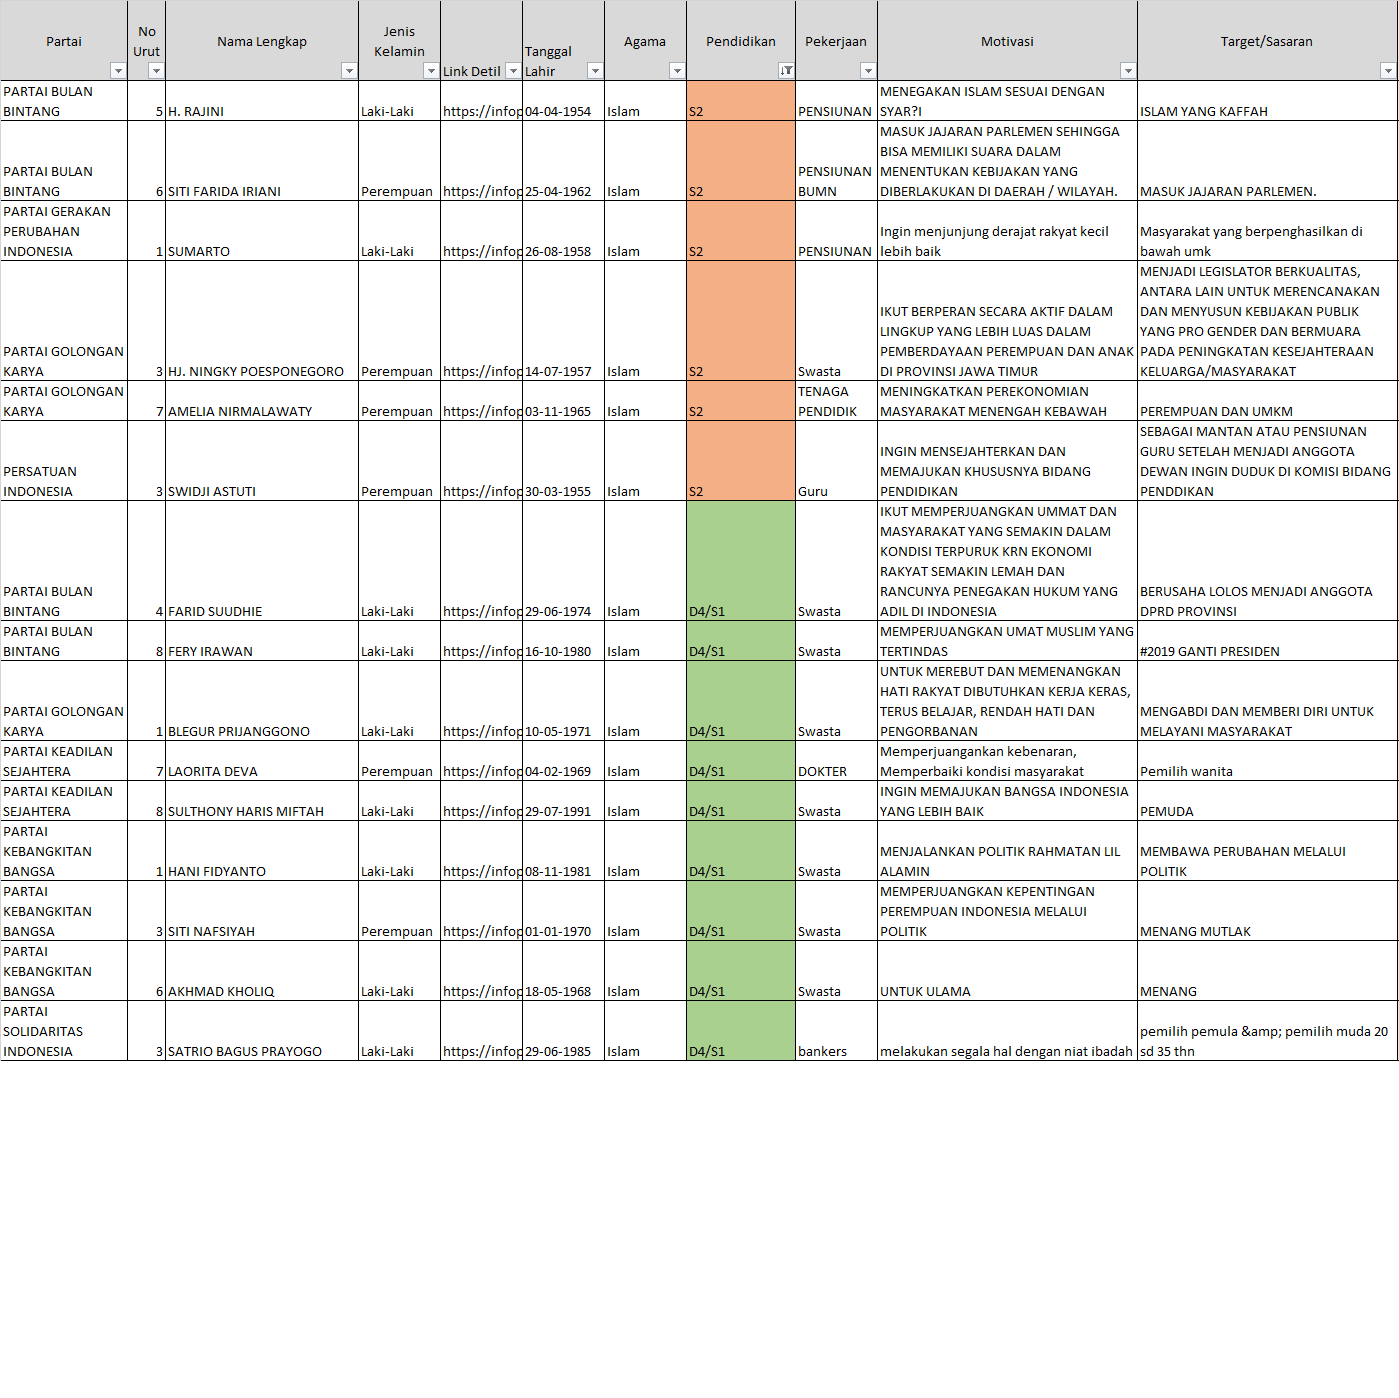 Partai
No
Urut
Nama Lengkap
Jenis
Kelamin
Link Detil
Tanggal
Lahir
Agama
Pendidikan
Pekerjaan
Motivasi
Target/Sasaran
PARTAI BULAN
BINTANG
5
H. RAJINI
Laki-Laki
https://infop
04-04-1954
Islam
S2
PENSIUNAN
MENEGAKAN ISLAM SESUAI DENGAN
SYAR?I
ISLAM YANG KAFFAH
PARTAI BULAN
BINTANG
6
SITI FARIDA IRIANI
Perempuan
https://infop
25-04-1962
Islam
S2
PENSIUNAN
BUMN
MASUK JAJARAN PARLEMEN SEHINGGA
BISA MEMILIKI SUARA DALAM
MENENTUKAN KEBIJAKAN YANG
DIBERLAKUKAN DI DAERAH / WILAYAH.
MASUK JAJARAN PARLEMEN.
PARTAI GERAKAN
PERUBAHAN
INDONESIA
1
SUMARTO
Laki-Laki
https://infop
26-08-1958
Islam
S2
PENSIUNAN
Ingin menjunjung derajat rakyat kecil
lebih baik
Masyarakat yang berpenghasilkan di
bawah umk
PARTAI GOLONGAN
KARYA
3
HJ. NINGKY POESPONEGORO
Perempuan
https://infop
14-07-1957
Islam
S2
Swasta
IKUT BERPERAN SECARA AKTIF DALAM
LINGKUP YANG LEBIH LUAS DALAM
PEMBERDAYAAN PEREMPUAN DAN ANAK
DI PROVINSI JAWA TIMUR
MENJADI LEGISLATOR BERKUALITAS,
ANTARA LAIN UNTUK MERENCANAKAN
DAN MENYUSUN KEBIJAKAN PUBLIK
YANG PRO GENDER DAN BERMUARA
PADA PENINGKATAN KESEJAHTERAAN
KELUARGA/MASYARAKAT
PARTAI GOLONGAN
KARYA
7
AMELIA NIRMALAWATY
Perempuan
https://infop
03-11-1965
Islam
S2
TENAGA
PENDIDIK
MENINGKATKAN PEREKONOMIAN
MASYARAKAT MENENGAH KEBAWAH
PEREMPUAN DAN UMKM
PERSATUAN
INDONESIA
3
SWIDJI ASTUTI
Perempuan
https://infop
30-03-1955
Islam
S2
Guru
INGIN MENSEJAHTERKAN DAN
MEMAJUKAN KHUSUSNYA BIDANG
PENDIDIKAN
SEBAGAI MANTAN ATAU PENSIUNAN
GURU SETELAH MENJADI ANGGOTA
DEWAN INGIN DUDUK DI KOMISI BIDANG
PENDDIKAN
PARTAI BULAN
BINTANG
4
FARID SUUDHIE
Laki-Laki
https://infop
29-06-1974
Islam
D4/S1
Swasta
IKUT MEMPERJUANGKAN UMMAT DAN
MASYARAKAT YANG SEMAKIN DALAM
KONDISI TERPURUK KRN EKONOMI
RAKYAT SEMAKIN LEMAH DAN
RANCUNYA PENEGAKAN HUKUM YANG
ADIL DI INDONESIA
BERUSAHA LOLOS MENJADI ANGGOTA
DPRD PROVINSI
PARTAI BULAN
BINTANG
8
FERY IRAWAN
Laki-Laki
https://infop
16-10-1980
Islam
D4/S1
Swasta
MEMPERJUANGKAN UMAT MUSLIM YANG
TERTINDAS
#2019 GANTI PRESIDEN
PARTAI GOLONGAN
KARYA
1
BLEGUR PRIJANGGONO
Laki-Laki
https://infop
10-05-1971
Islam
D4/S1
Swasta
UNTUK MEREBUT DAN MEMENANGKAN
HATI RAKYAT DIBUTUHKAN KERJA KERAS,
TERUS BELAJAR, RENDAH HATI DAN
PENGORBANAN
MENGABDI DAN MEMBERI DIRI UNTUK
MELAYANI MASYARAKAT
PARTAI KEADILAN
SEJAHTERA
7
LAORITA DEVA
Perempuan
https://infop
04-02-1969
Islam
D4/S1
DOKTER
Memperjuangankan kebenaran,
Memperbaiki kondisi masyarakat
Pemilih wanita
PARTAI KEADILAN
SEJAHTERA
8
SULTHONY HARIS MIFTAH
Laki-Laki
https://infop
29-07-1991
Islam
D4/S1
Swasta
INGIN MEMAJUKAN BANGSA INDONESIA
YANG LEBIH BAIK
PEMUDA
PARTAI
KEBANGKITAN
BANGSA
1
HANI FIDYANTO
Laki-Laki
https://infop
08-11-1981
Islam
D4/S1
Swasta
MENJALANKAN POLITIK RAHMATAN LIL
ALAMIN
MEMBAWA PERUBAHAN MELALUI
POLITIK
PARTAI
KEBANGKITAN
BANGSA
3
SITI NAFSIYAH
Perempuan
https://infop
01-01-1970
Islam
D4/S1
Swasta
MEMPERJUANGKAN KEPENTINGAN
PEREMPUAN INDONESIA MELALUI
POLITIK
MENANG MUTLAK
PARTAI
KEBANGKITAN
BANGSA
6
AKHMAD KHOLIQ
Laki-Laki
https://infop
18-05-1968
Islam
D4/S1
Swasta
UNTUK ULAMA
MENANG
PARTAI
SOLIDARITAS
INDONESIA
3
SATRIO BAGUS PRAYOGO
Laki-Laki
https://infop
29-06-1985
Islam
D4/S1
bankers
melakukan segala hal dengan niat ibadah
pemilih pemula &amp; pemilih muda 20
sd 35 thn